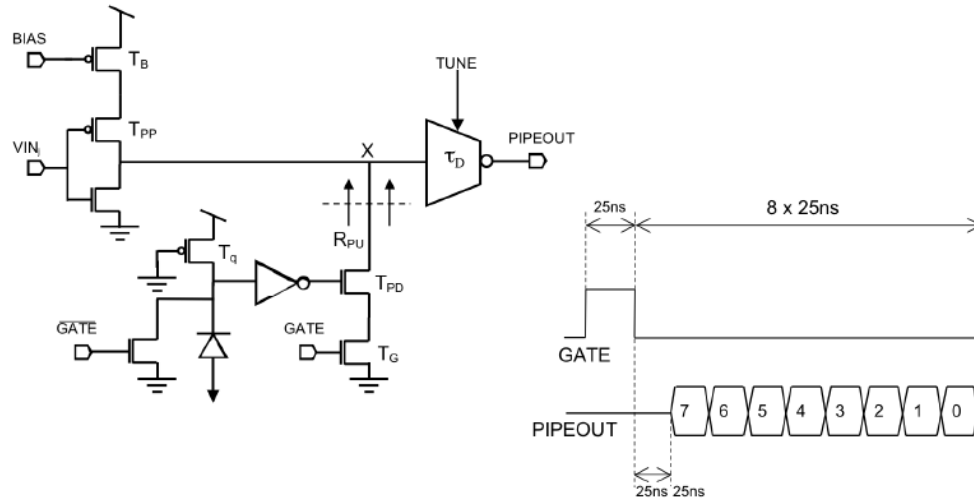 BIAS
T_B
TUNE
T_PP
VIN_i
X
τ_D
PIPEOUT
R_PU
T_q
T_PD
GATE
GATE
T_G
25ns
8 x 25ns
GATE
7 6 5 4 3 2 1 0
PIPEOUT
25ns 25ns